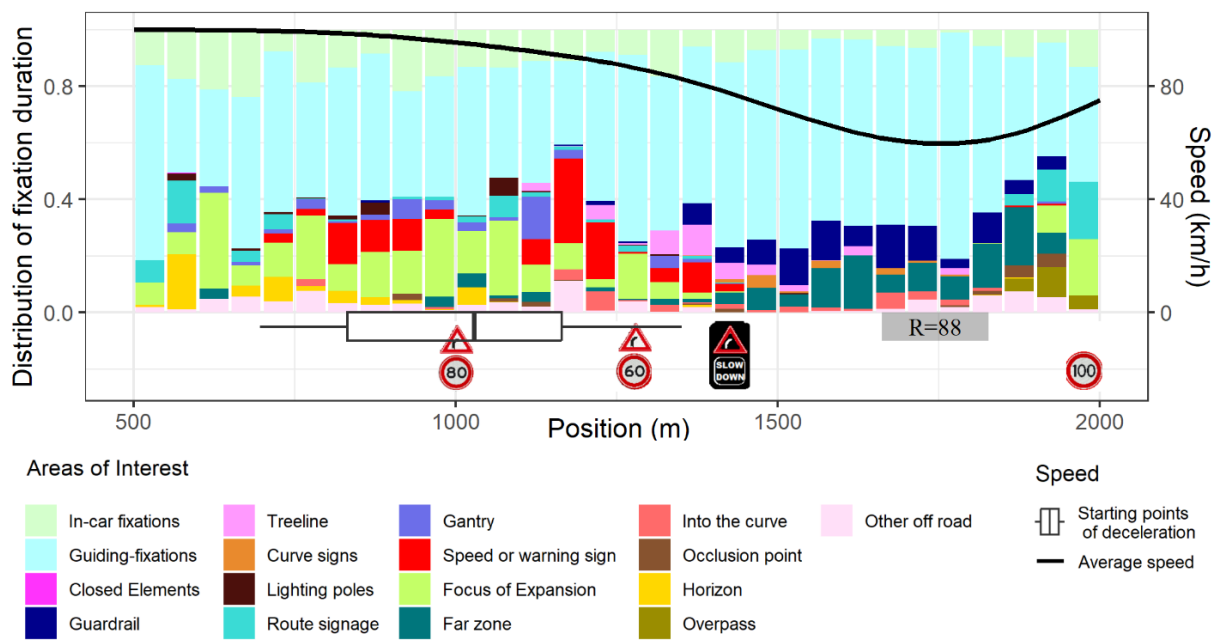 Distribution of fixation duration
0.8
0.4
0.0
80
40
0
Speed (km/h)
R=88
80
60
SLOW
DOWN
100
500
1000
1500
2000
Position (m)
Areas of Interest
In-car fixations
Guiding-fixations
Closed Elements
Guardrail
Treeline
Curve signs
Lighting poles
Route signage
Gantry
Speed or warning sign
Focus of Expansion
Far zone
Into the curve
Occlusion point
Horizon
Overpass
Other off road
Speed
Starting points
of deceleration
Average speed